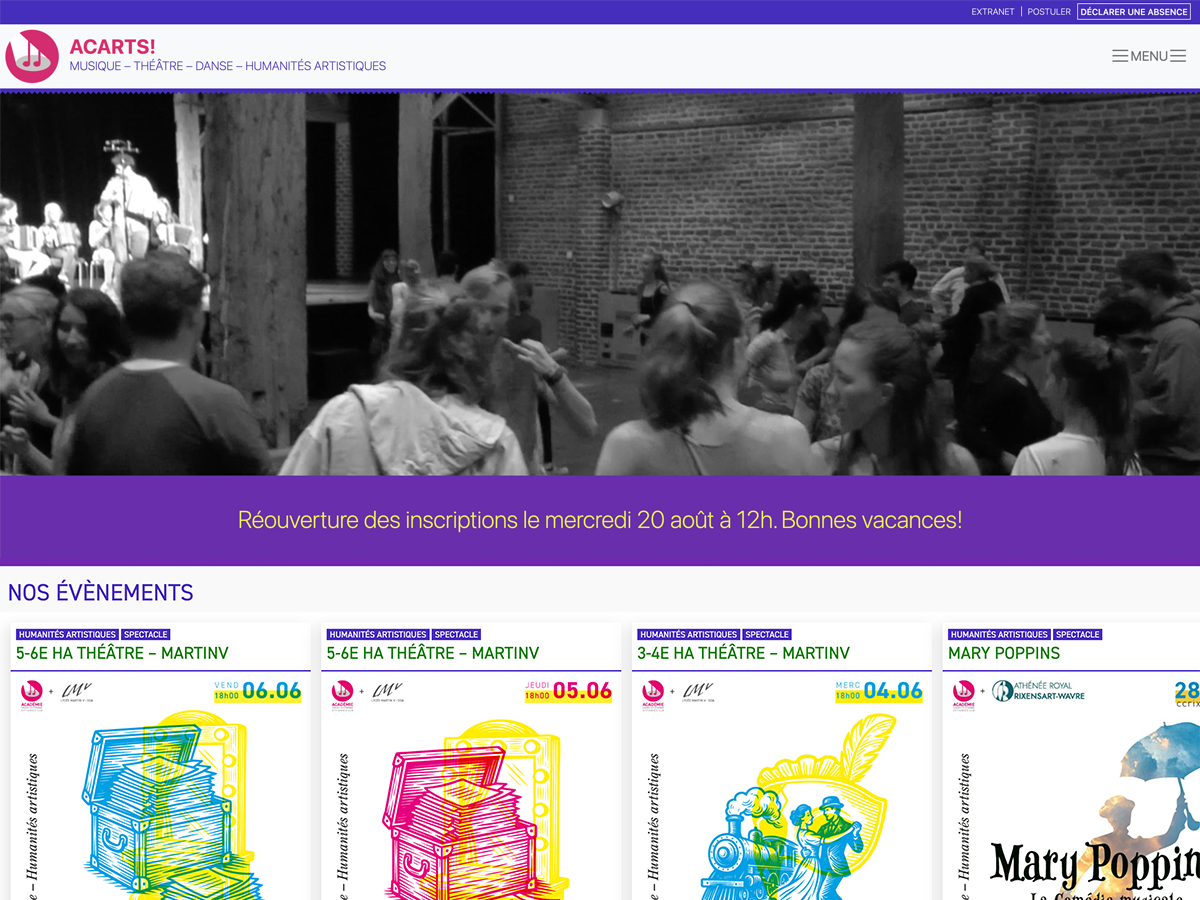 EXTRANET | POSTULER DÉCLARER UNE ABSENCE
ACARTS!
MUSIQUE – THÉÂTRE – DANSE – HUMANITÉS ARTISTIQUES
MENU
Réouverture des inscriptions le mercredi 20 août à 12h. Bonnes vacances!
NOS ÉVÈNEMENTS
HUMANITÉS ARTISTIQUES SPECTACLE
5-6E HA THÉÂTRE – MARTINV
ACADÉMIE
+ LMV
VEND
18h00 06.06
e – Humanités artistiques
HUMANITÉS ARTISTIQUES SPECTACLE
5-6E HA THÉÂTRE – MARTINV
ACADÉMIE
+ LMV
JEUDI
18h00 05.06
e – Humanités artistiques
HUMANITÉS ARTISTIQUES SPECTACLE
3-4E HA THÉÂTRE – MARTINV
ACADÉMIE
+ LMV
MERC
18h00 04.06
e – Humanités artistiques
HUMANITÉS ARTISTIQUES SPECTACLE
MARY POPPINS
ACADÉMIE
+ ATHÉNÉE ROYAL
RIXENSART-WAVRE
28
ccrix
e – Humanités artistiques
Mary Poppin
La Comédie musicale